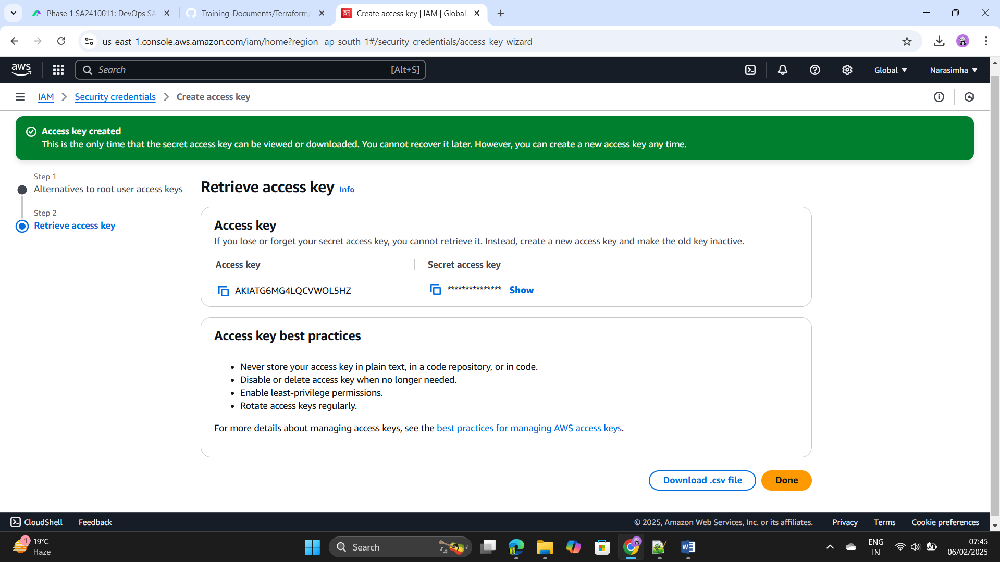 Phase 1 SA2410011: DevOps SA
Training_Documents/Terraform/
Create access key | IAM | Global
us-east-1.console.aws.amazon.com/iam/home?region=ap-south-1#/security_credentials/access-key-wizard
aws
Search
[Alt+S]
Global
Narasimha
IAM
Security credentials
Create access key
Access key created
This is the only time that the secret access key can be viewed or downloaded. You cannot recover it later. However, you can create a new access key any time.
Step 1
Alternatives to root user access keys
Step 2
Retrieve access key
Retrieve access key Info
Access key
If you lose or forget your secret access key, you cannot retrieve it. Instead, create a new access key and make the old key inactive.
Access key
Secret access key
AKIATG6MG4LQCVWOL5HZ
*************** Show
Access key best practices
• Never store your access key in plain text, in a code repository, or in code.
• Disable or delete access key when no longer needed.
• Enable least-privilege permissions.
• Rotate access keys regularly.
For more details about managing access keys, see the best practices for managing AWS access keys.
Download .csv file
Done
CloudShell
Feedback
© 2025, Amazon Web Services, Inc. or its affiliates.
Privacy
Terms
Cookie preferences
1
19°C
Haze
Search
ENG
IN
07:45
06/02/2025